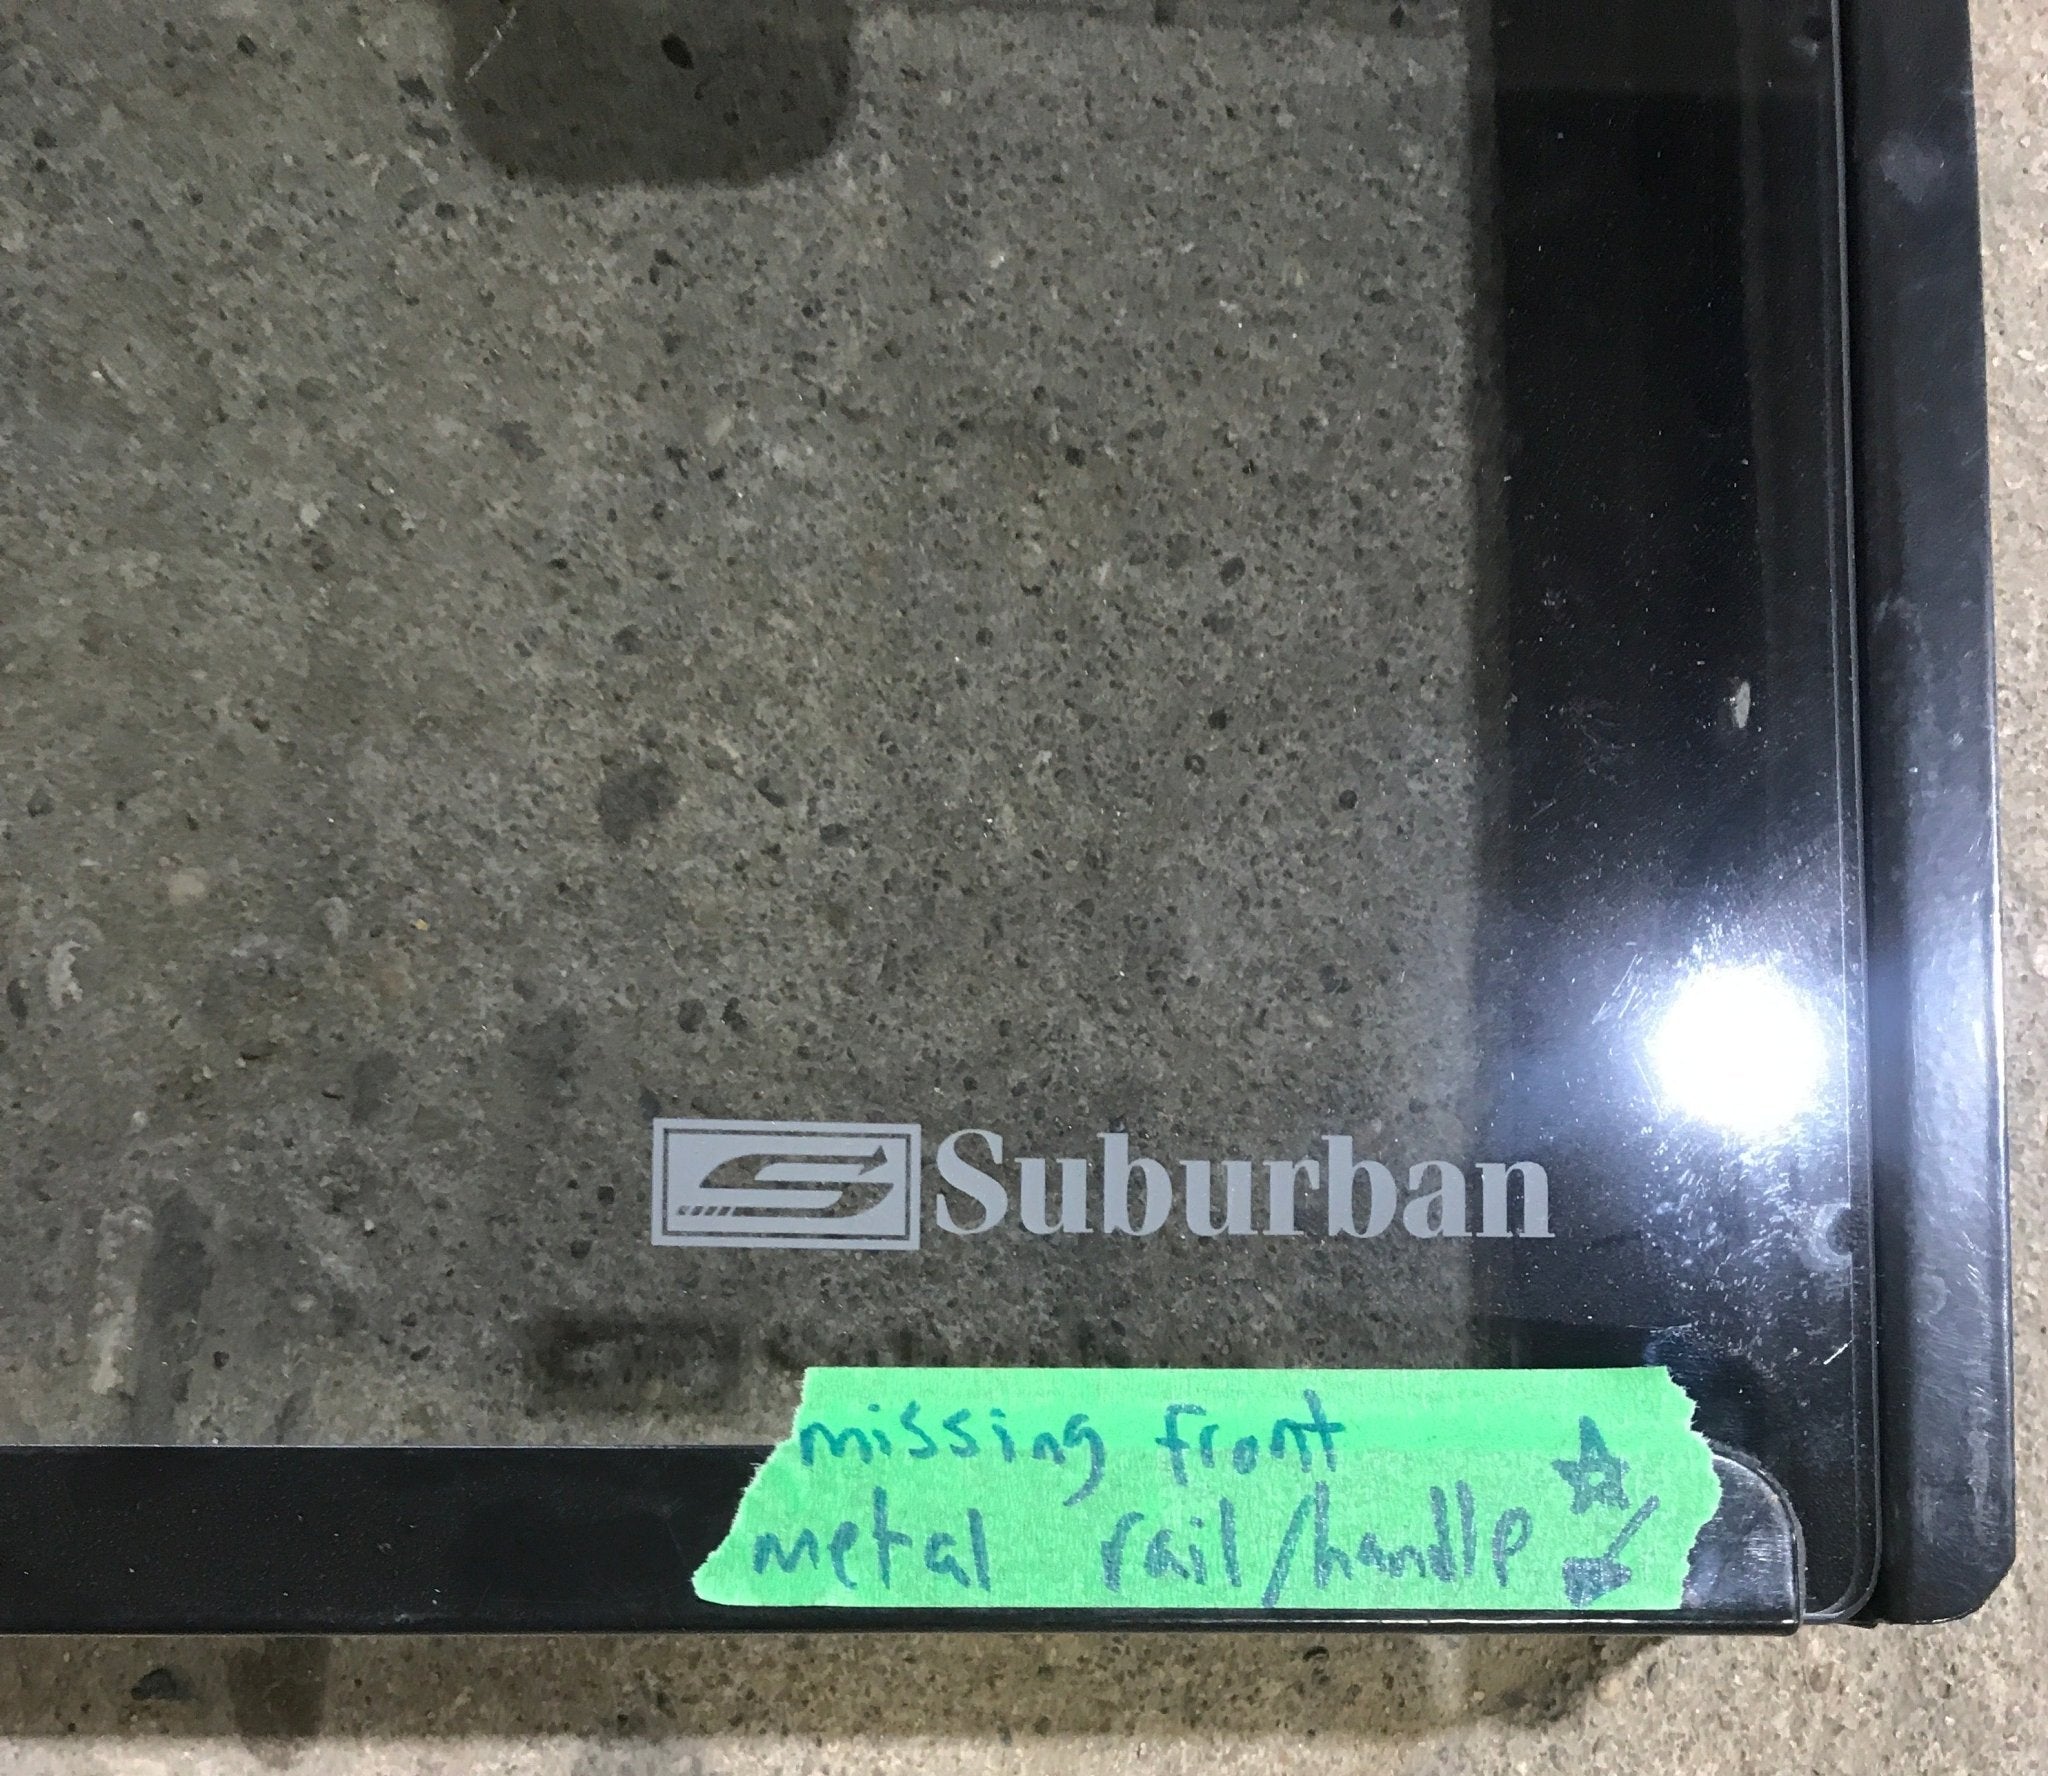 Suburban
missing front
metal rail/handle